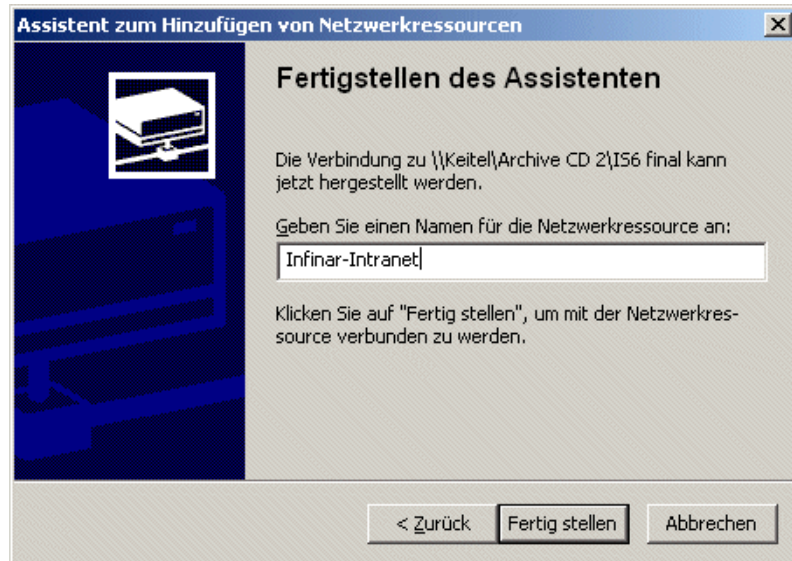 Assistent zum Hinzufügen von Netzwerkressourcen
Fertigstellen des Assistenten
Die Verbindung zu \\Keitel\Archive CD 2\IS6 final kann
jetzt hergestellt werden.
Geben Sie einen Namen für die Netzwerkressource an:
Infinar-Intranet
Klicken Sie auf "Fertig stellen", um mit der Netzwerkres-
source verbunden zu werden.
< Zurück Fertig stellen Abbrechen